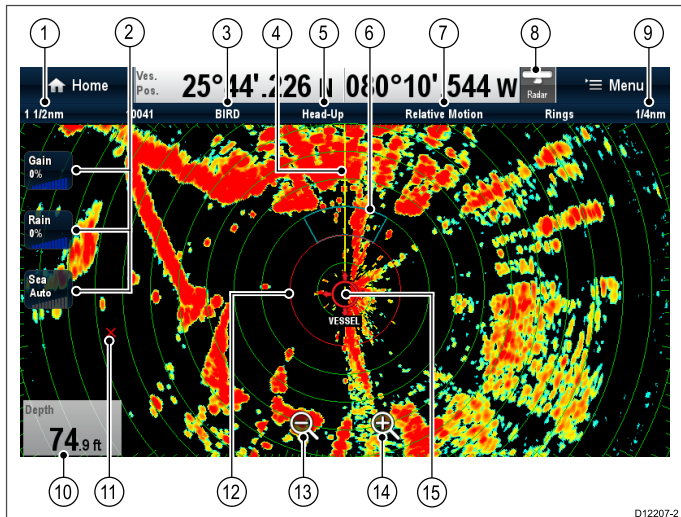 1 2 3 4 5 6 7 8 9
Home Ves. Pos. 25°44'.226 N 080°10'.544 W Radar Menu
1 1/2nm 0041 BIRD Head-Up Relative Motion Rings 1/4nm
Gain
0%
Rain
0%
Sea
Auto
VESSEL
Depth
74.9 ft
10 11 12 13 14 15
D12207-2